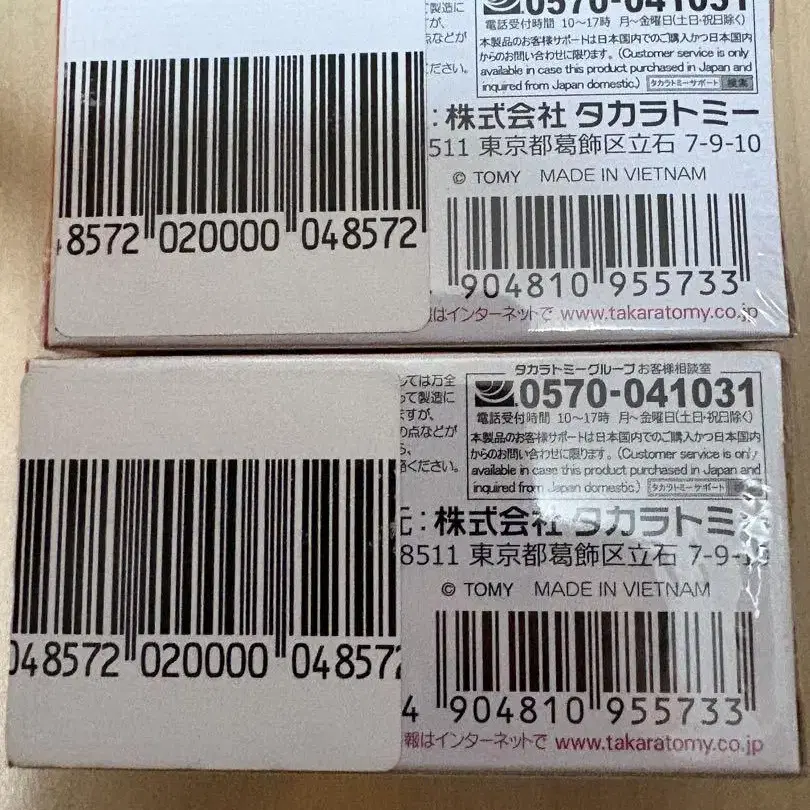 0570-041031
電話受付時間 10~17時 月~金曜日(土日・祝日除く)
本製品のお客様サポートは日本国内でのご購入かつ日本国内
からのお問い合わせに限ります。(Customer service is only
available in case this product purchased in Japan and
inquired from Japan domestic.) タカラトミーサポート 検索
製造に
すが、
点などが
ください。
: 株式会社 タカラトミー
511 東京都葛飾区立石 7-9-10
© TOMY MADE IN VIETNAM
48572 020000 048572
904810 955733
報はインターネットで www.takaratomy.co.jp
タカラトミーグループ お客様相談室
0570-041031
電話受付時間 10~17時 月~金曜日(土日・祝日除く)
本製品のお客様サポートは日本国内でのご購入かつ日本国内
からのお問い合わせに限ります。(Customer service is only
available in case this product purchased in Japan and
inquired from Japan domestic.) タカラトミーサポート
ては万全
って製造に
ますが、
の点などが
ら、
ください。
元: 株式会社 タカラトミー
8511 東京都葛飾区立石 7-9-10
© TOMY MADE IN VIETNAM
048572 020000 048572
4 904810 955733
報はインターネットで www.takaratomy.co.jp